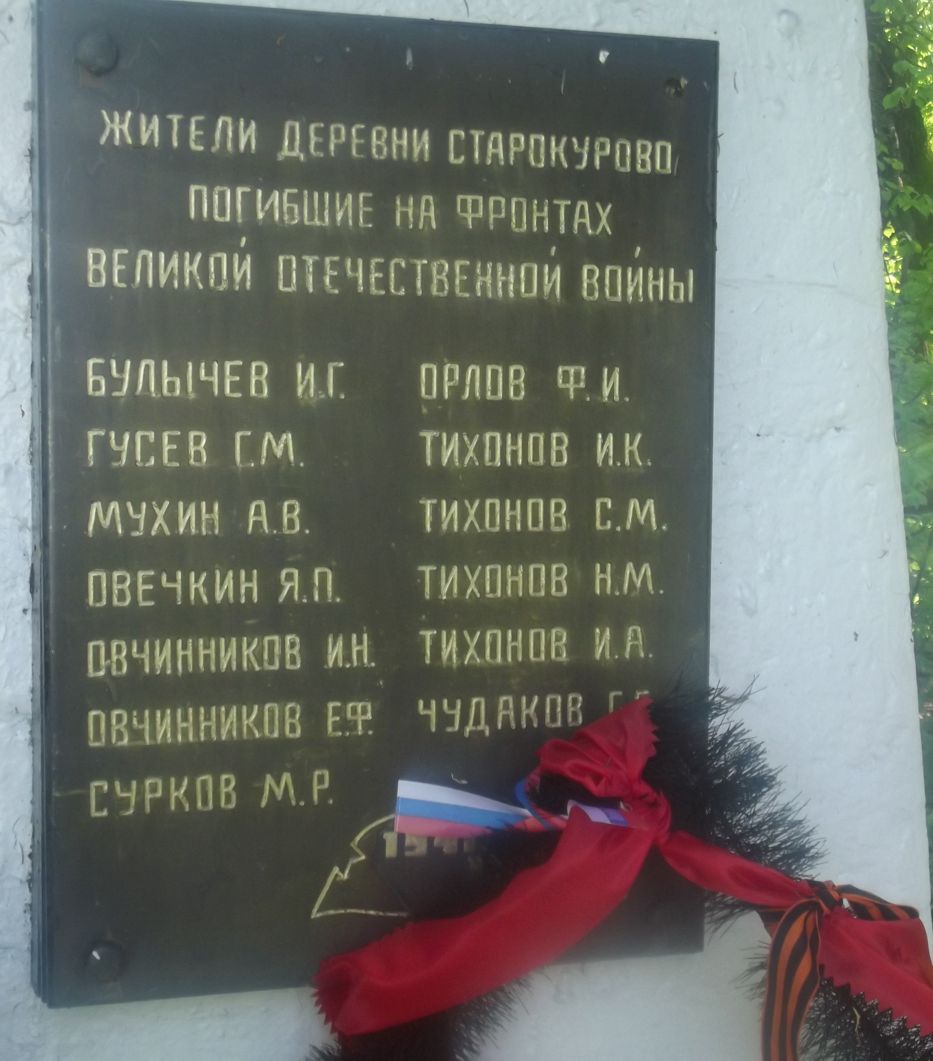 ЖИТЕЛИ ДЕРЕВНИ СТАРОКУРОВО,
ПОГИБШИЕ НА ФРОНТАХ
ВЕЛИКОЙ ОТЕЧЕСТВЕННОЙ ВОЙНЫ
БУЛЫЧЕВ И.Г.
ГУСЕВ Г.М.
МУХИН А.В.
ОВЕЧКИН Я.П.
ОВЧИННИКОВ И.Н.
ОВЧИННИКОВ Е.Ф.
СУРКОВ М.Р.
ОРЛОВ Ф.И.
ТИХОНОВ И.К.
ТИХОНОВ С.М.
ТИХОНОВ Н.М.
ТИХОНОВ И.А.
ЧУДАКОВ